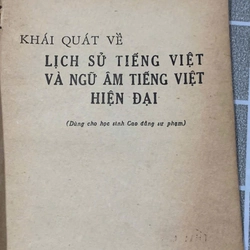 KHÁI QUÁT VỀ
LỊCH SỬ TIẾNG VIỆT
VÀ NGỮ ÂM TIẾNG VIỆT
HIỆN ĐẠI
(Dùng cho học sinh Cao đẳng sư phạm)